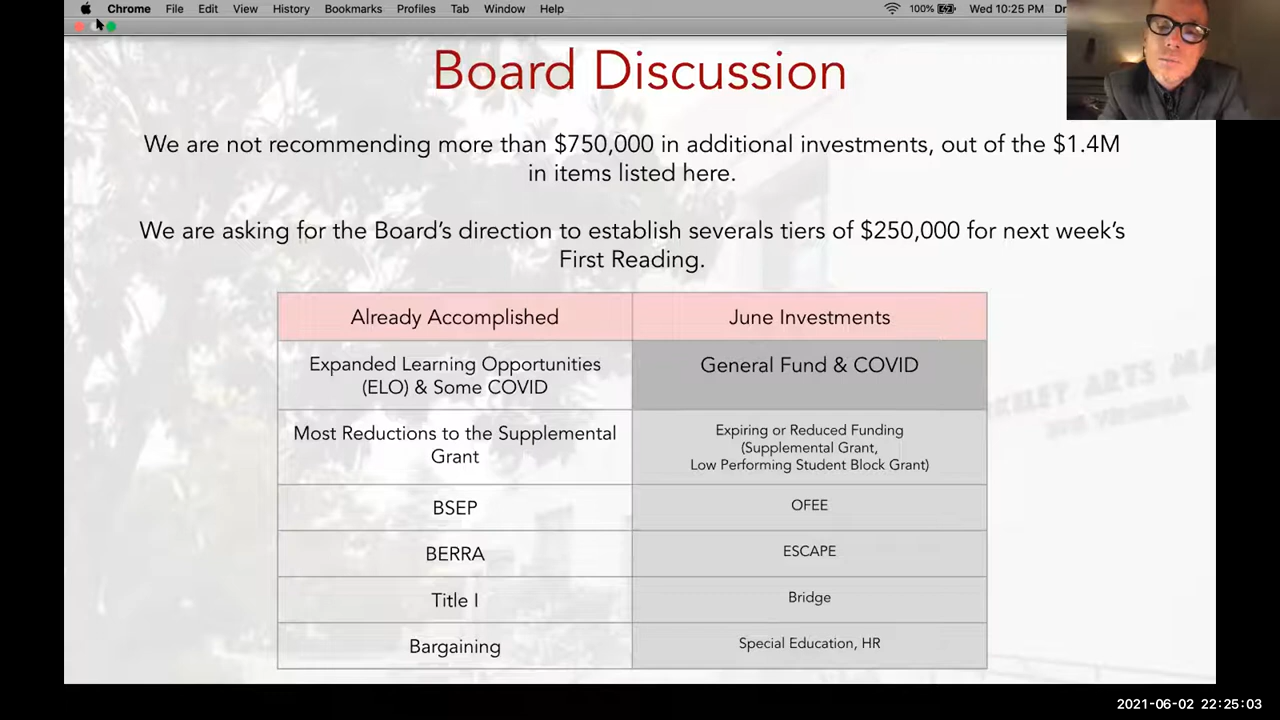 Chrome File Edit View History Bookmarks Profiles Tab Window Help 100% Wed 10:25 PM
Board Discussion
We are not recommending more than $750,000 in additional investments, out of the $1.4M
in items listed here.
We are asking for the Board's direction to establish severals tiers of $250,000 for next week's
First Reading.
Already Accomplished
June Investments
Expanded Learning Opportunities
(ELO) & Some COVID
General Fund & COVID
Most Reductions to the Supplemental
Grant
Expiring or Reduced Funding
(Supplemental Grant,
Low Performing Student Block Grant)
BSEP
OFEE
BERRA
ESCAPE
Title I
Bridge
Bargaining
Special Education, HR
ARTS MA
2021-06-02 22:25:03